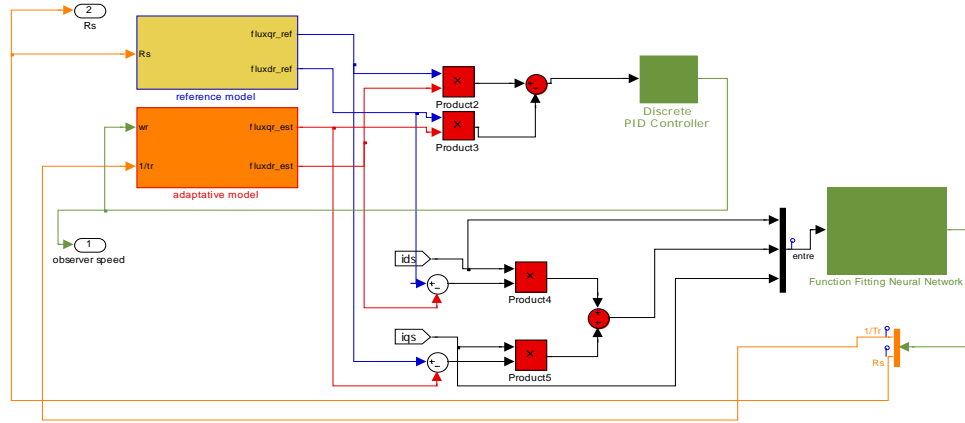 2
Rs
Rs
fluxqr_ref
fluxdr_ref
reference model
wr
1/tr
fluxqr_est
fluxdr_est
adaptative model
×
Product2
×
Product3
+
-
Discrete
PID Controller
1
observer speed
ids
+
-
×
Product4
iqs
+
-
×
Product5
+
+
entre
Function Fitting Neural Network
1/Tr
Rs